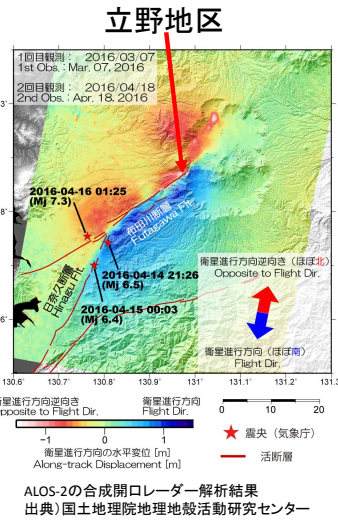 立野地区
1回目観測： 2016/03/07
1st Obs.: Mar. 07, 2016
2回目観測： 2016/04/18
2nd Obs.: Apr. 18, 2016
3'
2016-04-16 01:25
(Mj 7.3)
布田川断層
Futagawa Flt.
8'
衛星進行方向逆向き（ほぼ北）
Opposite to Flight Dir.
2016-04-14 21:26
(Mj 6.5)
日奈久断層
Hinagu Flt.
2016-04-15 00:03
(Mj 6.4)
6'
衛星進行方向（ほぼ南）
Flight Dir.
130.6° 130.7° 130.8° 130.9° 131° 131.1° 131.2° 131.3
衛星進行方向逆向き 衛星進行方向
Opposite to Flight Dir. Flight Dir.
0 10 20
-1 0 1
衛星進行方向の水平変位 [m]
Along-track Displacement [m]
震央（気象庁）
活断層
ALOS-2の合成開口レーダー解析結果
出典）国土地理院地理地殻活動研究センター